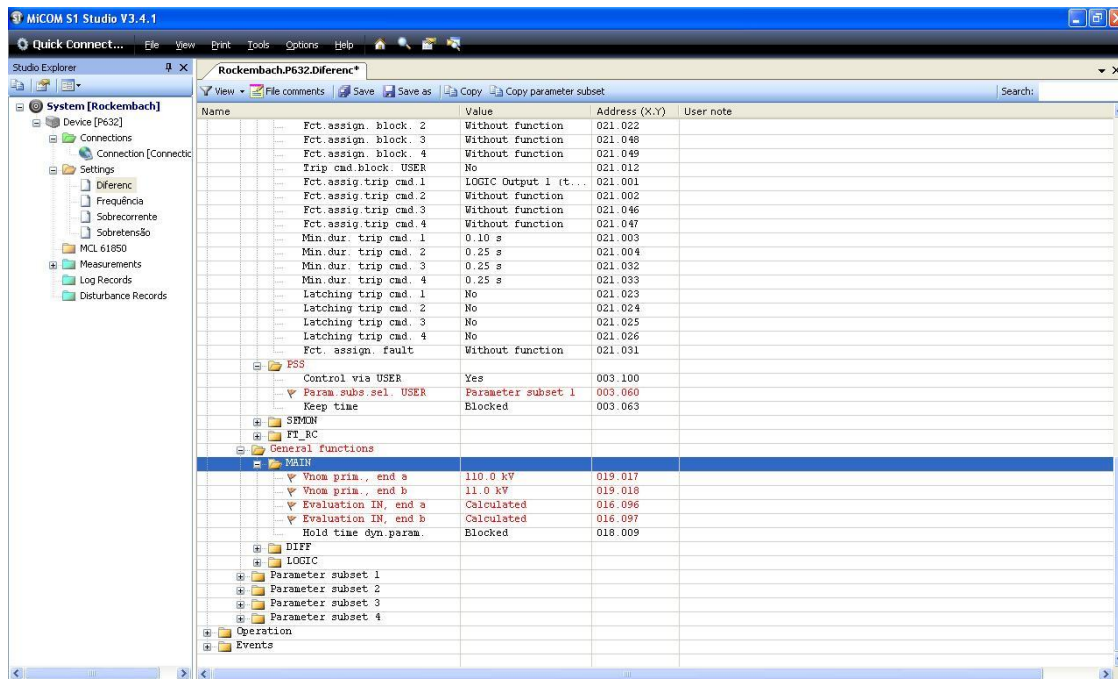 S1 MiCOM S1 Studio V3.4.1
Quick Connect... File View Print Tools Options Help
Studio Explorer
System [Rockembach]
Device [P632]
Connections
Connection [Connectic
Settings
Diferenc
Frequência
Sobrecorrente
Sobretensão
MCL 61850
Measurements
Log Records
Disturbance Records
Rockembach.P632.Diferenc*
View File comments Save Save as Copy Copy parameter subset Search:
Name Value Address (X.Y) User note
Fct.assign. block. 2 Without function 021.022
Fct.assign. block. 3 Without function 021.048
Fct.assign. block. 4 Without function 021.049
Trip cmd.block. USER No 021.012
Fct.assig.trip cmd.1 LOGIC Output 1 (t... 021.001
Fct.assig.trip cmd.2 Without function 021.002
Fct.assig.trip cmd.3 Without function 021.046
Fct.assig.trip cmd.4 Without function 021.047
Min.dur. trip cmd. 1 0.10 s 021.003
Min.dur. trip cmd. 2 0.25 s 021.004
Min.dur. trip cmd. 3 0.25 s 021.032
Min.dur. trip cmd. 4 0.25 s 021.033
Latching trip cmd. 1 No 021.023
Latching trip cmd. 2 No 021.024
Latching trip cmd. 3 No 021.025
Latching trip cmd. 4 No 021.026
Fct. assign. fault Without function 021.031
PSS
Control via USER Yes 003.100
Param.subs.sel. USER Parameter subset 1 003.060
Keep time Blocked 003.063
SFMON
FT_RC
General functions
MAIN
Vnom prim., end a 110.0 kV 019.017
Vnom prim., end b 11.0 kV 019.018
Evaluation IN, end a Calculated 016.096
Evaluation IN, end b Calculated 016.097
Hold time dyn.param. Blocked 018.009
DIFF
LOGIC
Parameter subset 1
Parameter subset 2
Parameter subset 3
Parameter subset 4
Operation
Events